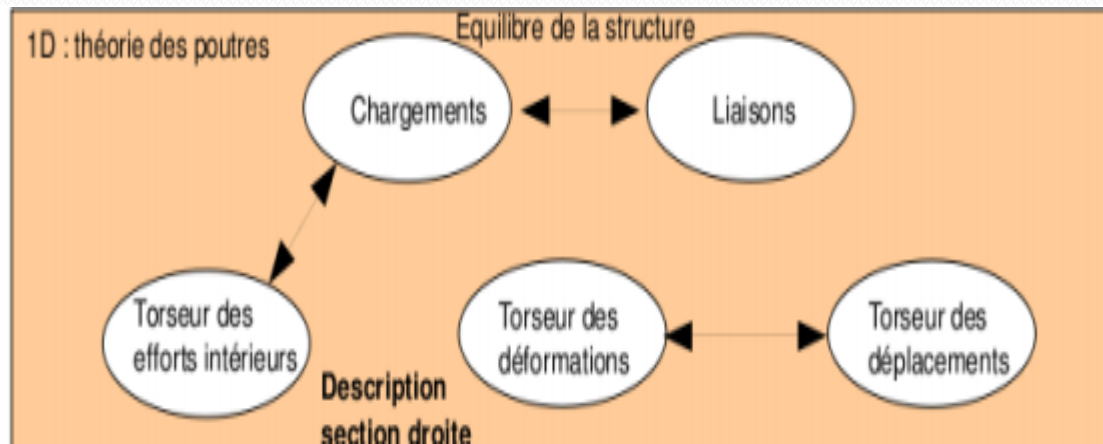 Equilibre de la structure
1D : théorie des poutres
Chargements
Liaisons
Torseur des
efforts intérieurs
Torseur des
déformations
Torseur des
déplacements
Description
section droite